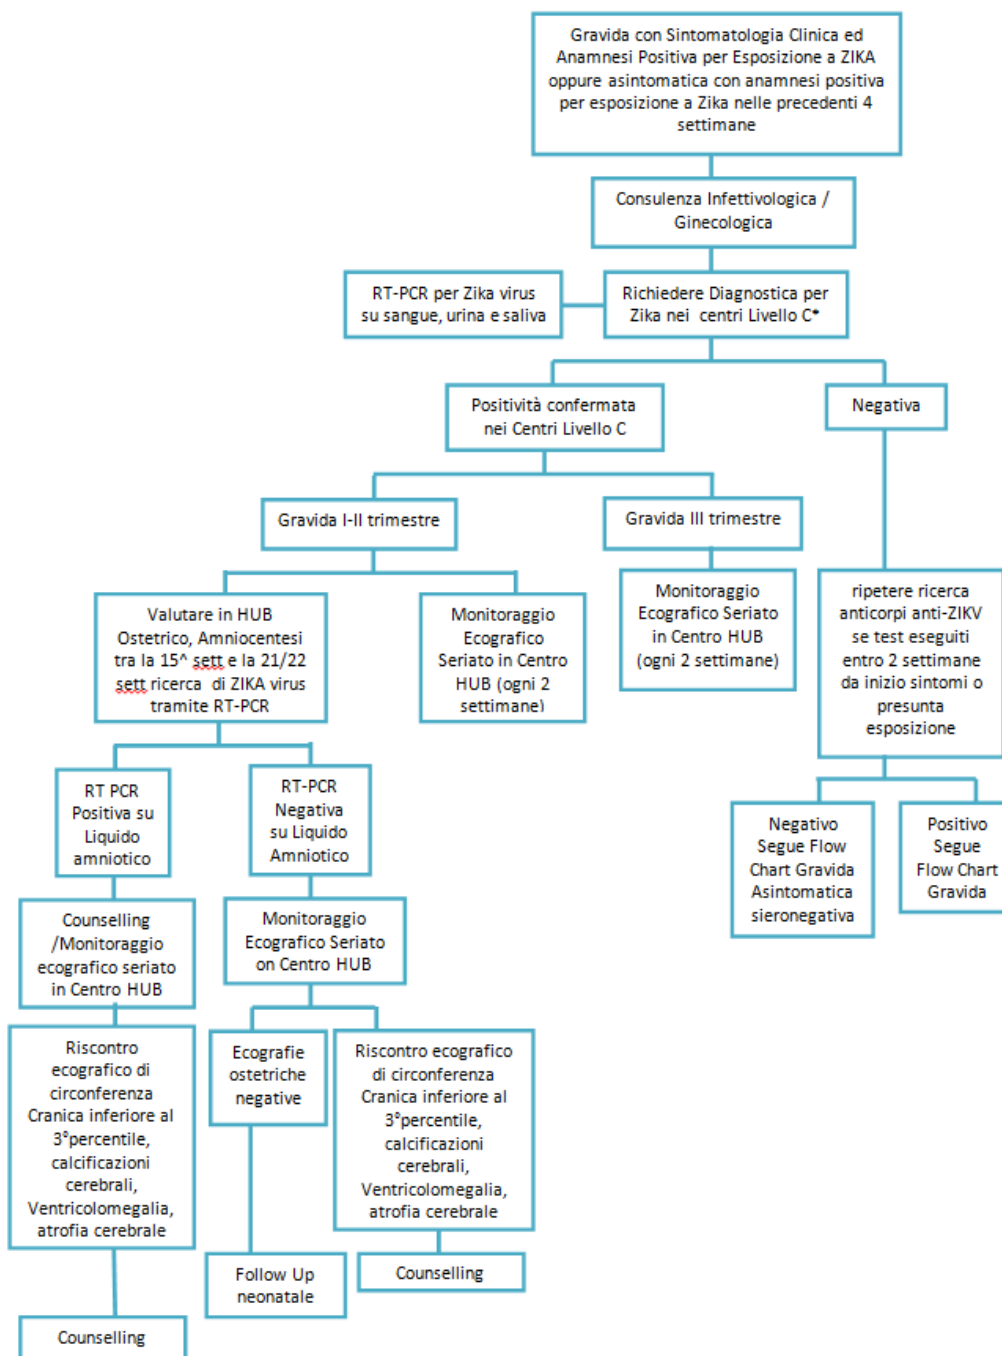 Gravida con Sintomatologia Clinica ed
Anamnesi Positiva per Esposizione a ZIKA
oppure asintomatica con anamnesi positiva
per esposizione a Zika nelle precedenti 4
settimane
Consulenza Infettivologica /
Ginecologica
RT-PCR per Zika virus
su sangue, urina e saliva
Richiedere Diagnostica per
Zika nei centri Livello C*
Positività confermata
nei Centri Livello C
Negativa
Gravida I-II trimestre
Gravida III trimestre
Valutare in HUB
Ostetrico, Amniocentesi
tra la 15^ sett e la 21/22
sett ricerca di ZIKA virus
tramite RT-PCR
Monitoraggio
Ecografico
Seriato in Centro
HUB (ogni 2
settimane)
Monitoraggio
Ecografico Seriato
in Centro HUB
(ogni 2 settimane)
ripetere ricerca
anticorpi anti-ZIKV
se test eseguiti
entro 2 settimane
da inizio sintomi o
presunta
esposizione
RT PCR
Positiva su
Liquido
amniotico
RT-PCR
Negativa
su Liquido
Amniotico
Negativo
Segue Flow
Chart Gravida
Asintomatica
sieronegativa
Positivo
Segue
Flow Chart
Gravida
Counselling
/Monitoraggio
ecografico seriato
in Centro HUB
Monitoraggio
Ecografico Seriato
on Centro HUB
Riscontro
ecografico di
circonferenza
Cranica inferiore al
3°percentile,
calcificazioni
cerebrali,
Ventricolomegalia,
atrofia cerebrale
Ecografie
ostetriche
negative
Riscontro ecografico
di circonferenza
Cranica inferiore al
3°percentile,
calcificazioni
cerebrali,
Ventricolomegalia,
atrofia cerebrale
Follow Up
neonatale
Counselling
Counselling